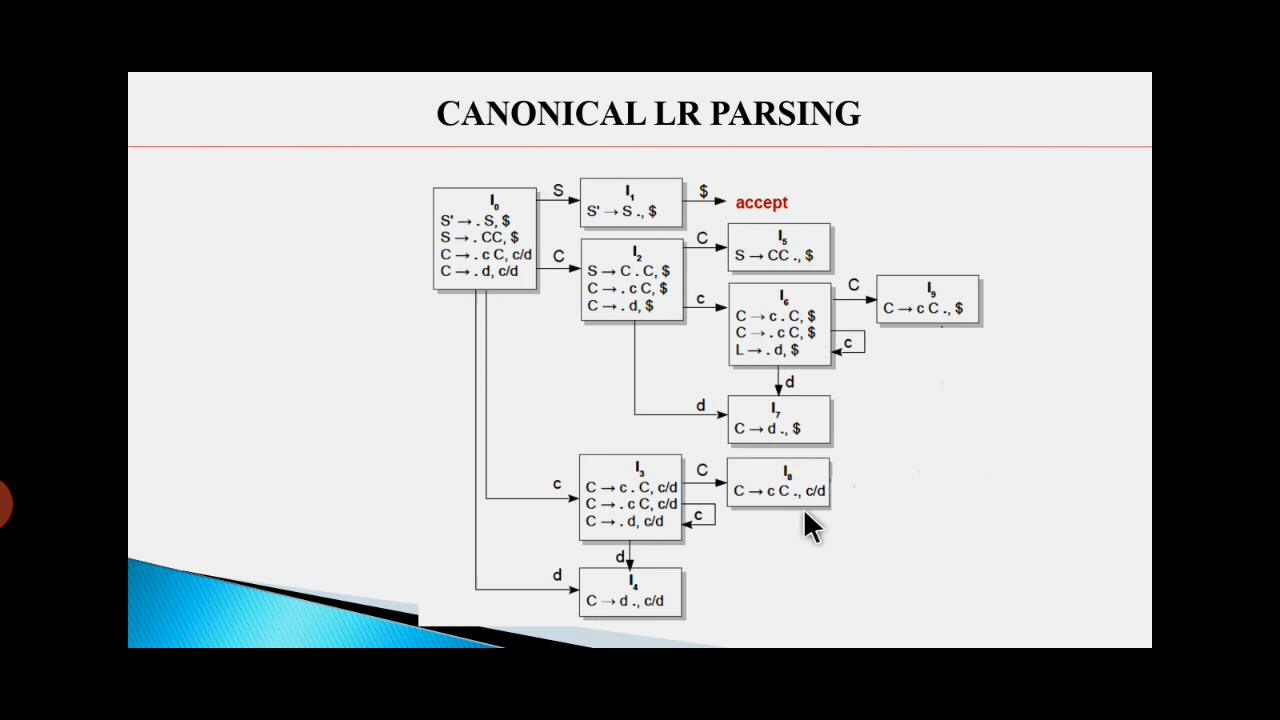 CANONICAL LR PARSING
I0
S' → . S, $
S → . CC, $
C → . c C, c/d
C → . d, c/d
S
I1
S' → S ., $
$
accept
C
I2
S → C . C, $
C → . c C, $
C → . d, $
C
I5
S → CC ., $
c
I6
C → c . C, $
C → . c C, $
L → . d, $
C
I9
C → c C ., $
c
d
d
I7
C → d ., $
c
I3
C → c . C, c/d
C → . c C, c/d
C → . d, c/d
C
I8
C → c C ., c/d
c
d
d
I4
C → d ., c/d